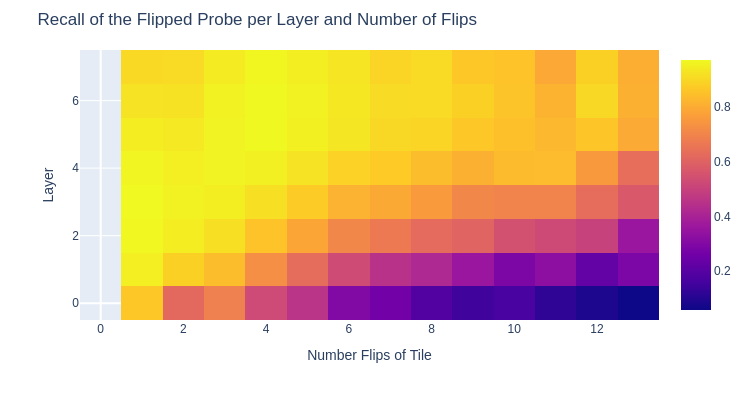 Recall of the Flipped Probe per Layer and Number of Flips
6
4
2
0
Layer
0 2 4 6 8 10 12
Number Flips of Tile
0.8
0.6
0.4
0.2